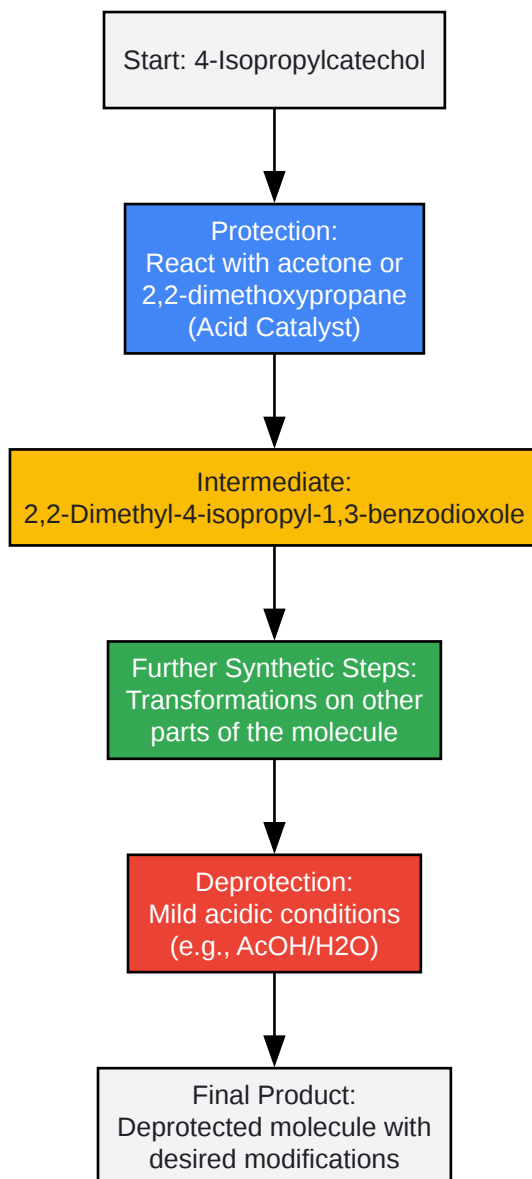 Start: 4-Isopropylcatechol
Protection:
React with acetone or
2,2-dimethoxypropane
(Acid Catalyst)
Intermediate:
2,2-Dimethyl-4-isopropyl-1,3-benzodioxole
Further Synthetic Steps:
Transformations on other
parts of the molecule
Deprotection:
Mild acidic conditions
(e.g., AcOH/H2O)
Final Product:
Deprotected molecule with
desired modifications